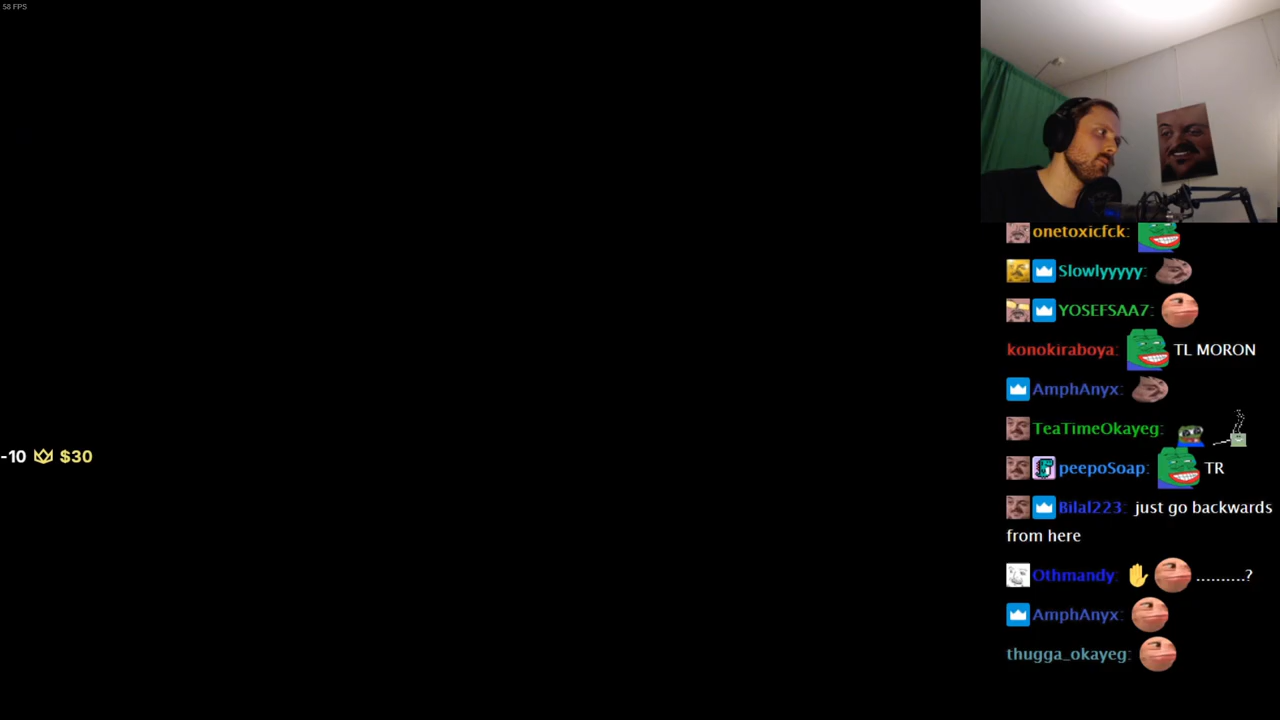 58 FPS
onetoxicfck:
Slowlyyyyy:
YOSEFSAA7:
konokiraboya: TL MORON
AmphAnyx:
TeaTimeOkayeg:
-10 $30
peepoSoap: TR
Bilal223: just go backwards
from here
Othmandy: ..........?
AmphAnyx:
thugga_okayeg: